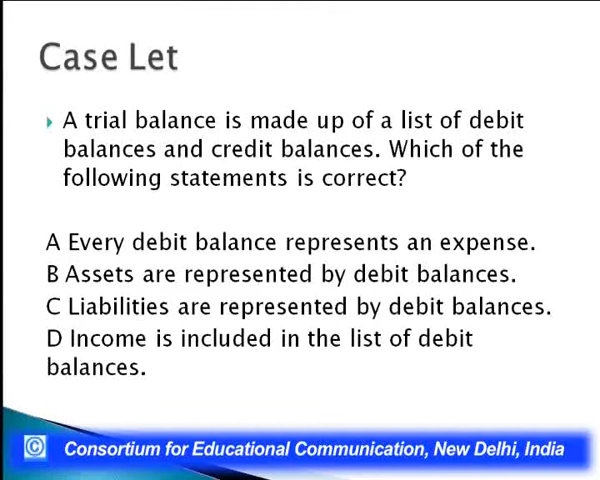 Case Let
A trial balance is made up of a list of debit
balances and credit balances. Which of the
following statements is correct?
A Every debit balance represents an expense.
B Assets are represented by debit balances.
C Liabilities are represented by debit balances.
D Income is included in the list of debit
balances.
© Consortium for Educational Communication, New Delhi, India